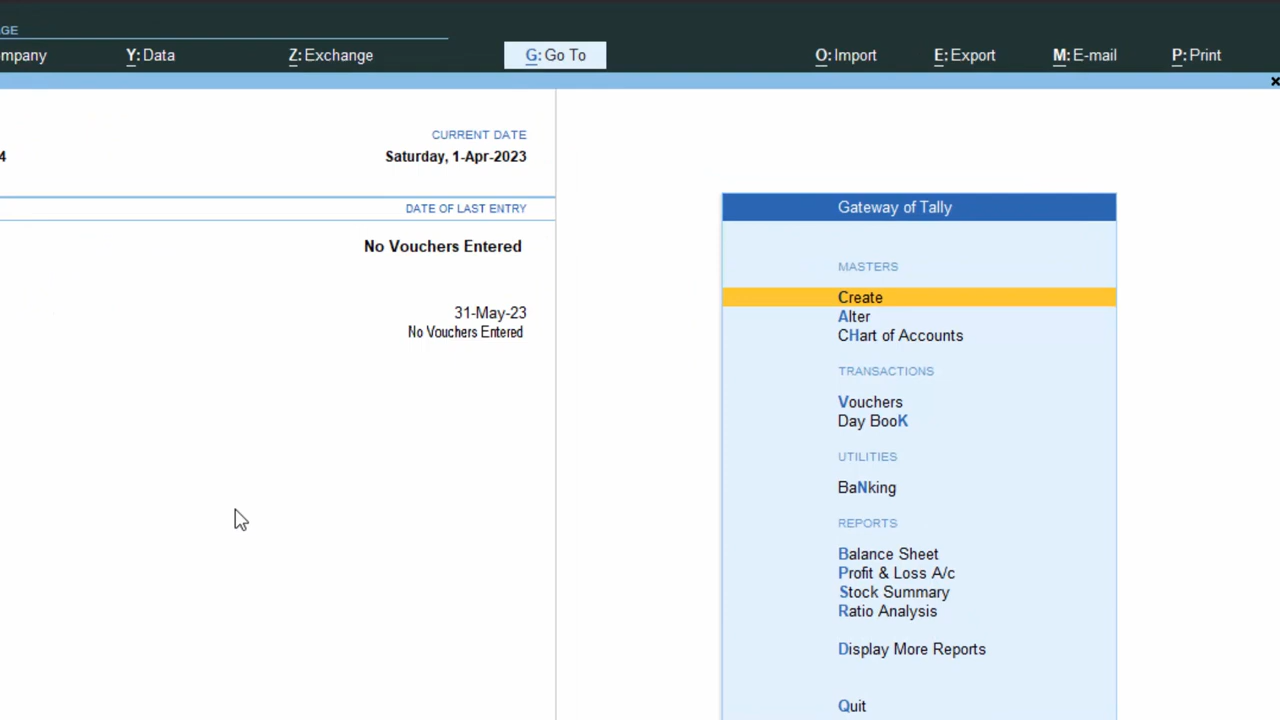 GE
mpany
Y: Data
Z: Exchange
G: Go To
O: Import
E: Export
M: E-mail
P: Print
CURRENT DATE
4
Saturday, 1-Apr-2023
DATE OF LAST ENTRY
No Vouchers Entered
31-May-23
No Vouchers Entered
Gateway of Tally
MASTERS
Create
Alter
CHart of Accounts
TRANSACTIONS
Vouchers
Day BooK
UTILITIES
BaNking
REPORTS
Balance Sheet
Profit & Loss A/c
Stock Summary
Ratio Analysis
Display More Reports
Quit